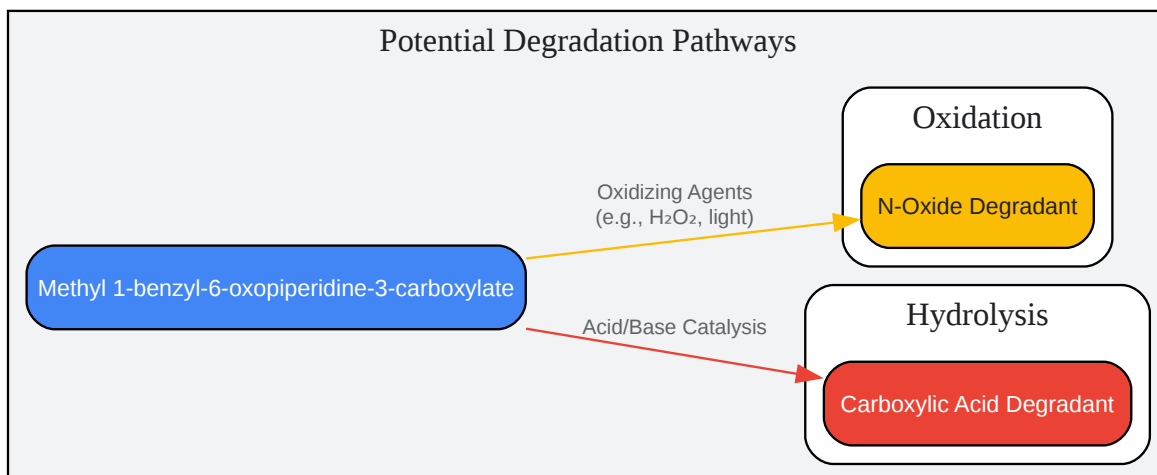 Potential Degradation Pathways
Oxidation
Oxidizing Agents
(e.g., H₂O₂, light)
N-Oxide Degradant
Methyl 1-benzyl-6-oxopiperidine-3-carboxylate
Acid/Base Catalysis
Hydrolysis
Carboxylic Acid Degradant